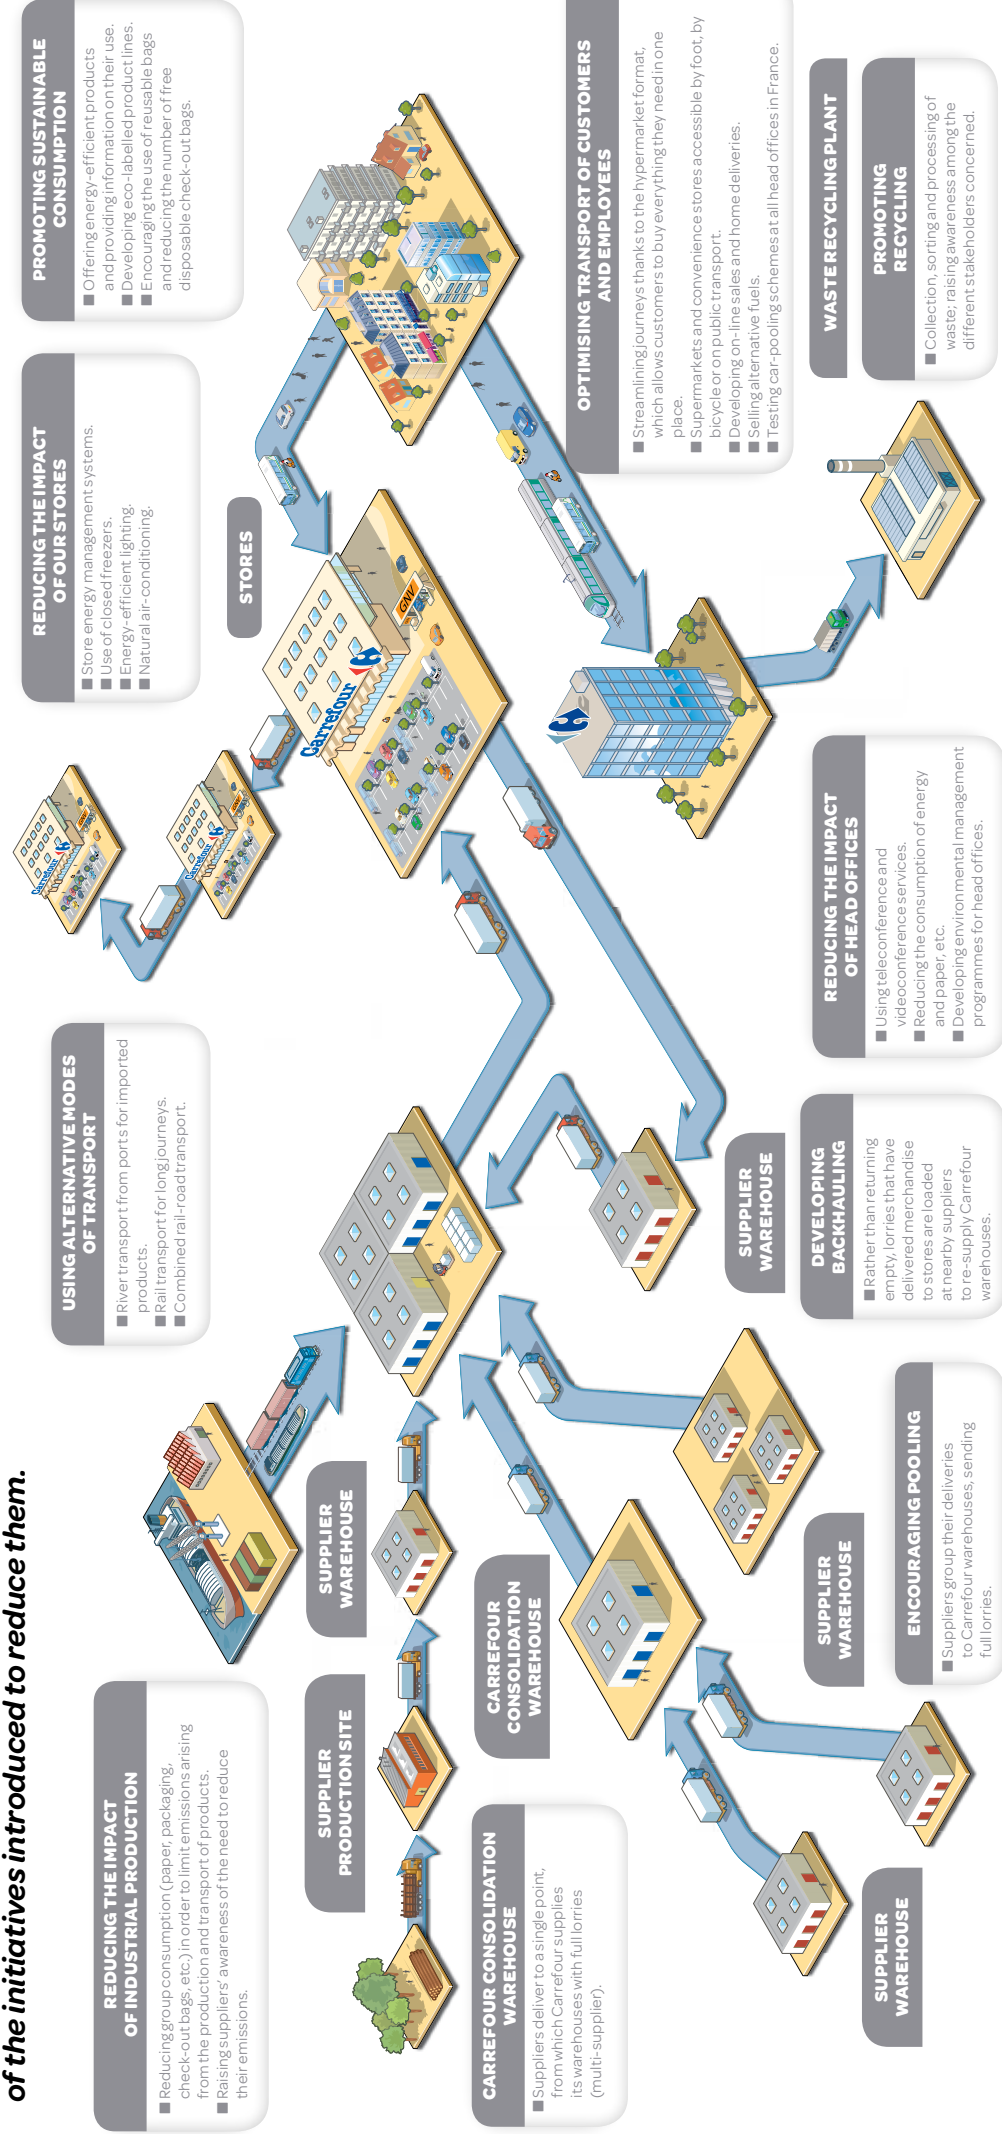 of the initiatives introduced to reduce them.
REDUCING THE IMPACT
OF INDUSTRIAL PRODUCTION
■ Reducing group consumption (paper, packaging,
check-out bags, etc.) in order to limit emissions arising
from the production and transport of products.
■ Raising suppliers' awareness of the need to reduce
their emissions.
USING ALTERNATIVE MODES
OF TRANSPORT
■ River transport from ports for imported
products.
■ Rail transport for long journeys.
■ Combined rail-road transport.
REDUCING THE IMPACT
OF OUR STORES
■ Store energy management systems.
■ Use of closed freezers.
■ Energy-efficient lighting.
■ Natural air-conditioning.
PROMOTING SUSTAINABLE
CONSUMPTION
■ Offering energy-efficient products
and providing information on their use.
■ Developing eco-labelled product lines.
■ Encouraging the use of reusable bags
and reducing the number of free
disposable check-out bags.
Carrefour
GNV
Carrefour
GNV
STORES
Carrefour
GNV
SUPPLIER
PRODUCTION SITE
SUPPLIER
WAREHOUSE
CARREFOUR CONSOLIDATION
WAREHOUSE
■ Suppliers deliver to a single point,
from which Carrefour supplies
its warehouses with full lorries
(multi-supplier).
CARREFOUR
CONSOLIDATION
WAREHOUSE
OPTIMISING TRANSPORT OF CUSTOMERS
AND EMPLOYEES
■ Streamlining journeys thanks to the hypermarket format,
which allows customers to buy everything they need in one
place.
■ Supermarkets and convenience stores accessible by foot, by
bicycle or on public transport.
■ Developing on-line sales and home deliveries.
■ Selling alternative fuels.
■ Testing car-pooling schemes at all head offices in France.
SUPPLIER
WAREHOUSE
DEVELOPING
BACKHAULING
■ Rather than returning
empty, lorries that have
delivered merchandise
to stores are loaded
at nearby suppliers
to re-supply Carrefour
warehouses.
REDUCING THE IMPACT
OF HEAD OFFICES
■ Using teleconference and
videoconference services.
■ Reducing the consumption of energy
and paper, etc.
■ Developing environmental management
programmes for head offices.
WASTE RECYCLING PLANT
PROMOTING
RECYCLING
■ Collection, sorting and processing of
waste; raising awareness among the
different stakeholders concerned.
SUPPLIER
WAREHOUSE
ENCOURAGING POOLING
■ Suppliers group their deliveries
to Carrefour warehouses, sending
full lorries.
SUPPLIER
WAREHOUSE